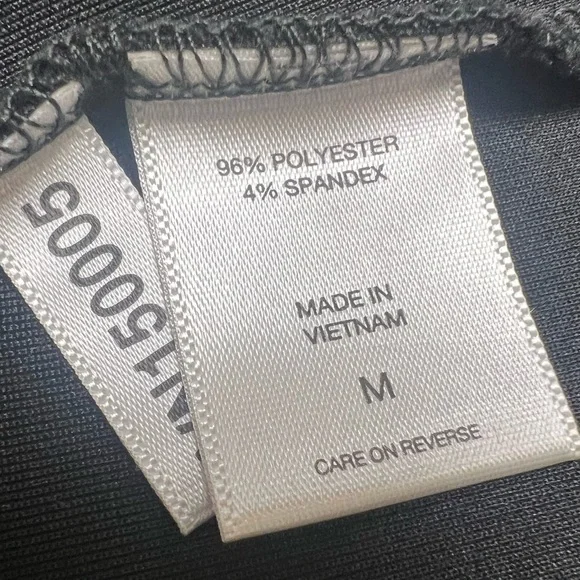 96% POLYESTER
4% SPANDEX
MADE IN
VIETNAM
M
CARE ON REVERSE